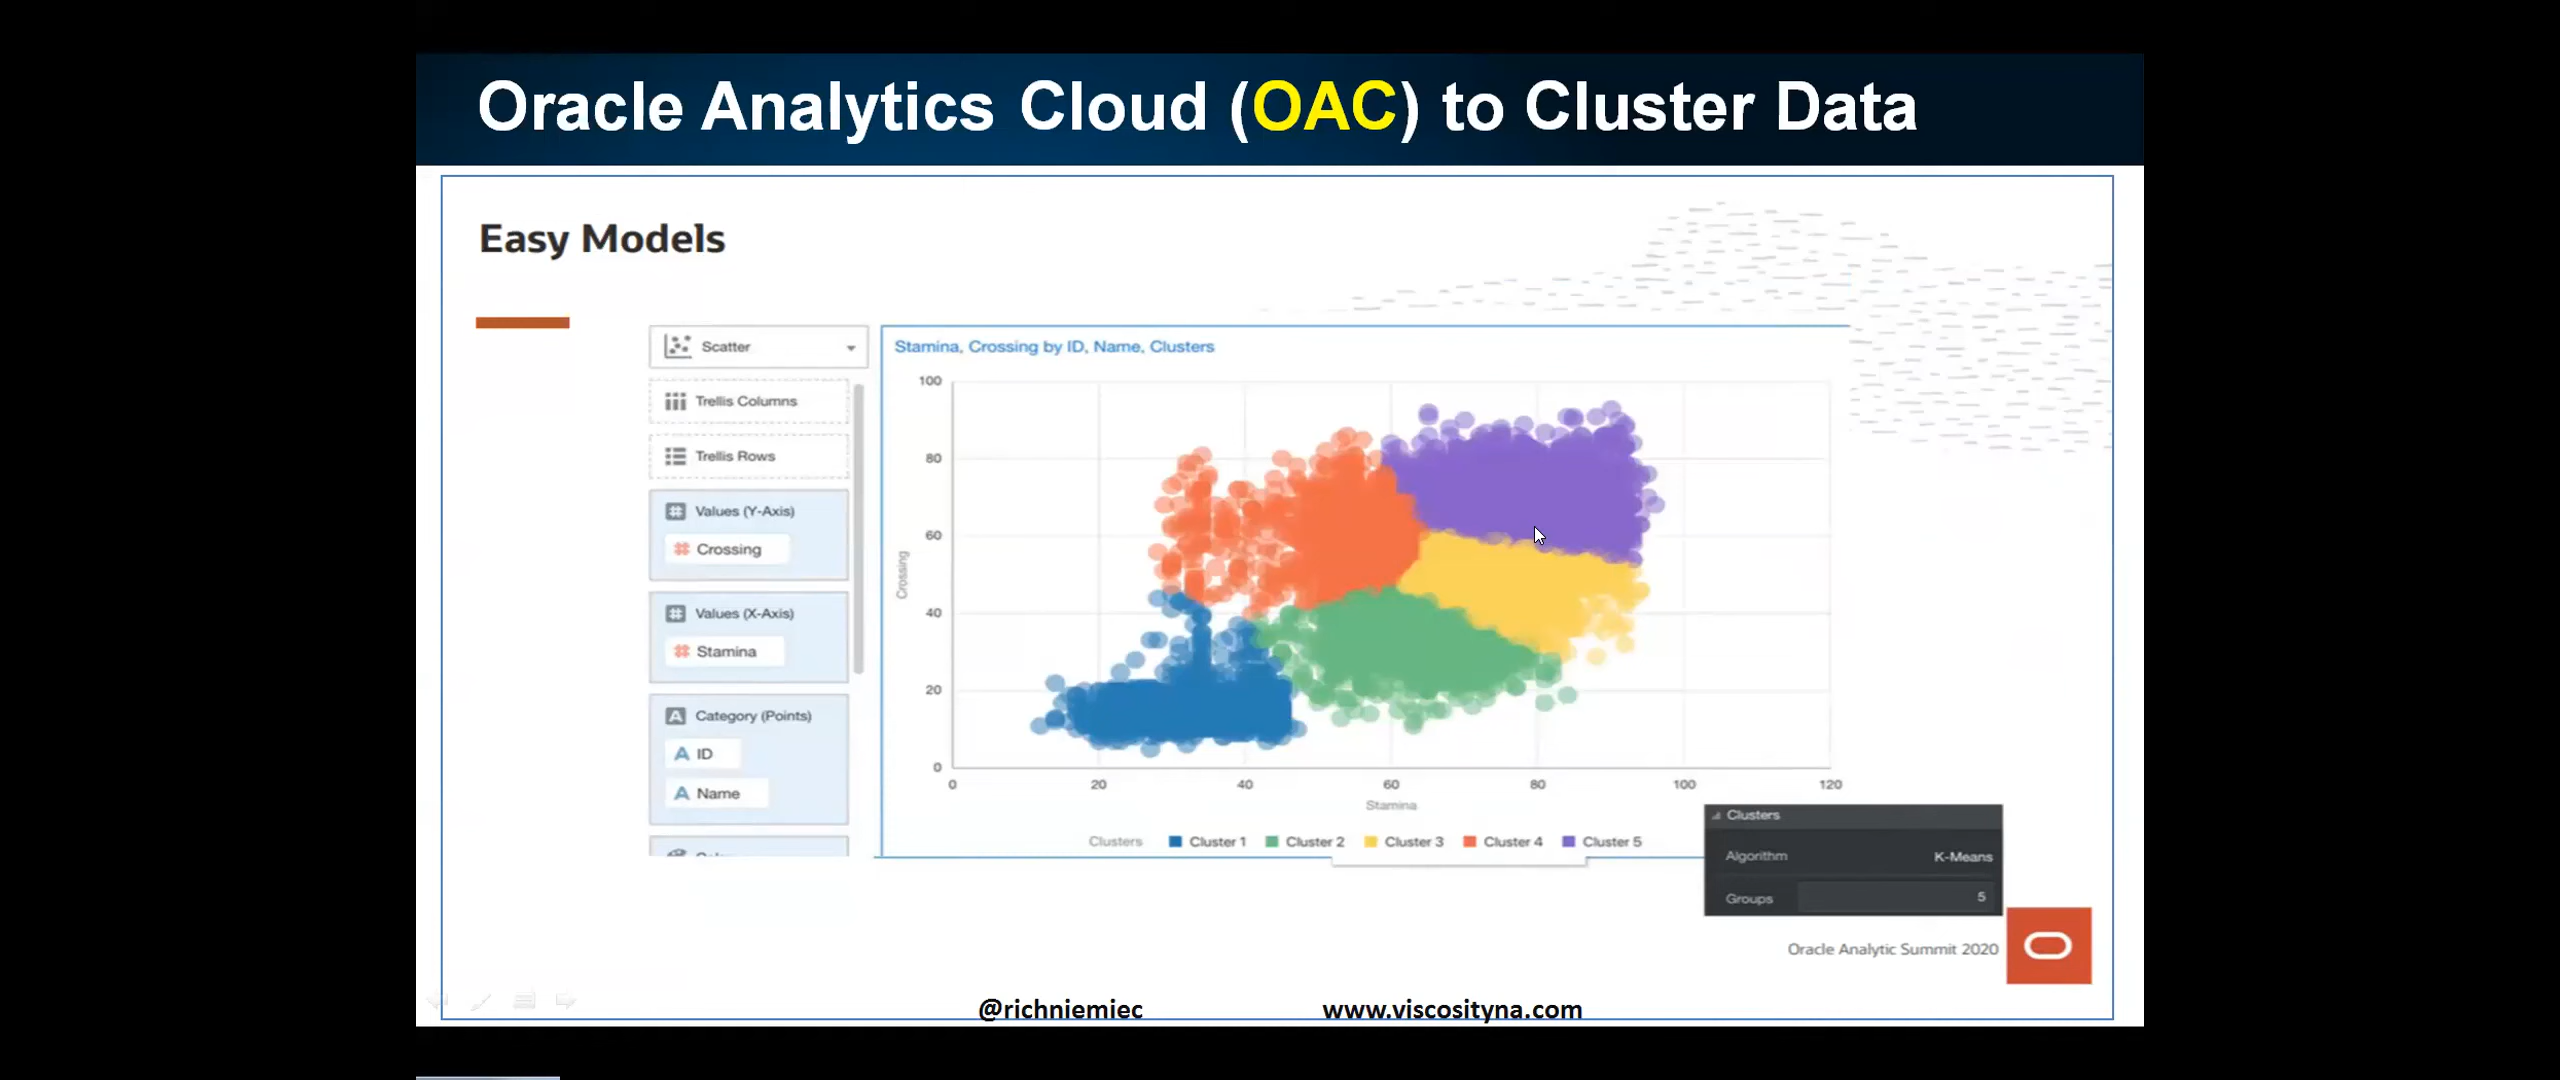 Oracle Analytics Cloud (OAC) to Cluster Data
Easy Models
Scatter
Trellis Columns
Trellis Rows
Values (Y-Axis)
Crossing
Values (X-Axis)
Stamina
Category (Points)
ID
Name
Stamina, Crossing by ID, Name, Clusters
100
80
60
40
20
0
Crossing
0 20 40 60 80 100 120
Stamina
Clusters Cluster 1 Cluster 2 Cluster 3 Cluster 4 Cluster 5
Clusters
Algorithm K-Means
Groups 5
Oracle Analytic Summit 2020
@richniemiec www.viscosityna.com